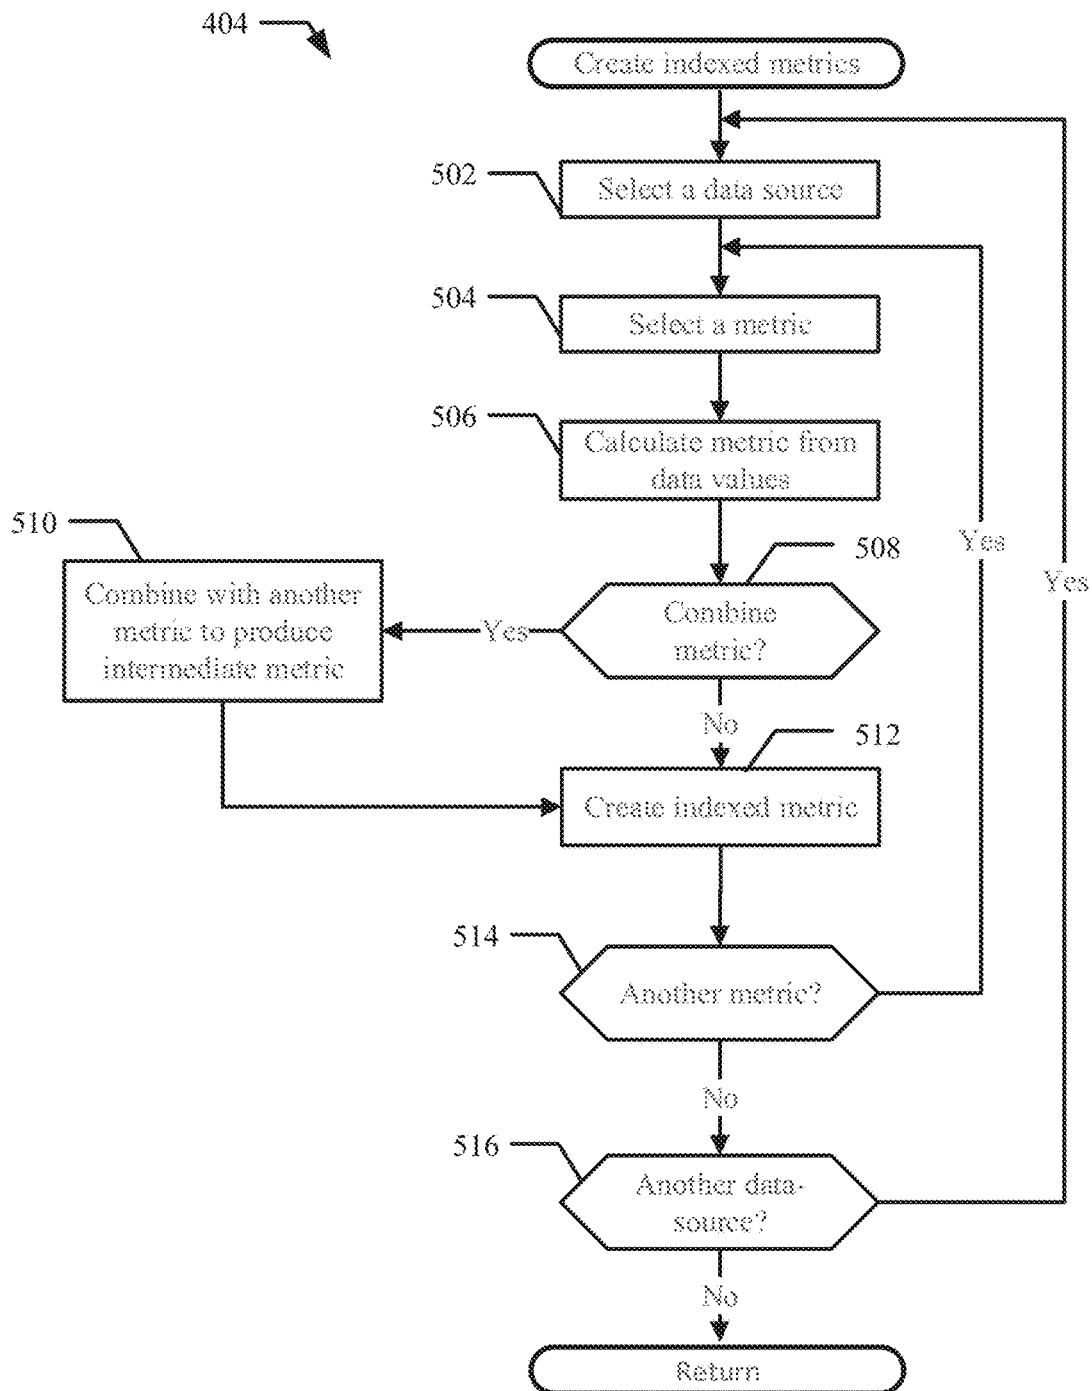 404
Create indexed metrics
502
Select a data source
504
Select a metric
506
Calculate metric from
data values
510
508
Yes
Yes
Combine with another
metric to produce
intermediate metric
Yes
Combine
metric?
No
512
Create indexed metric
514
Another metric?
No
516
Another data-
source?
No
Return